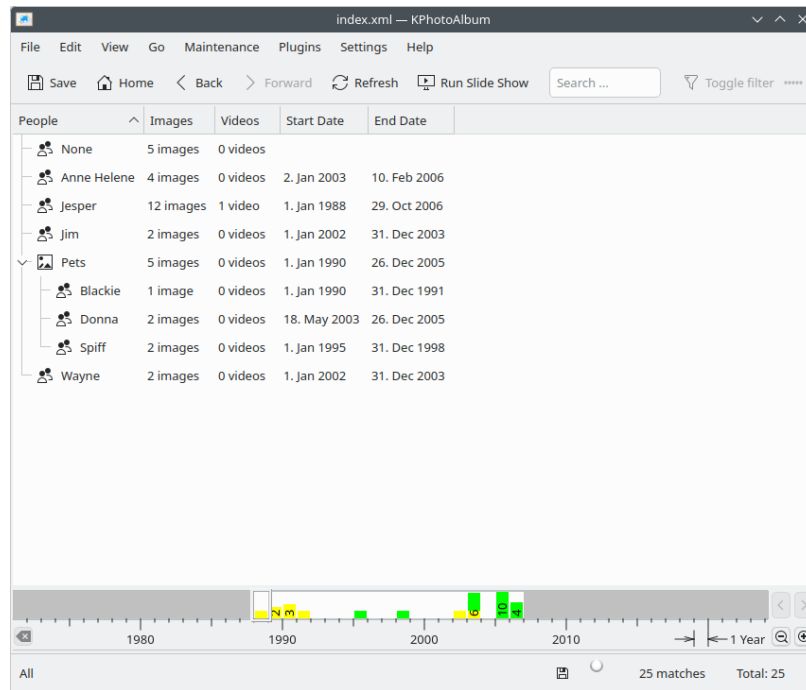 index.xml — KPhotoAlbum
File Edit View Go Maintenance Plugins Settings Help
Save Home Back Forward Refresh Run Slide Show Search ... Toggle filter
People Images Videos Start Date End Date
None 5 images 0 videos
Anne Helene 4 images 0 videos 2. Jan 2003 10. Feb 2006
Jesper 12 images 1 video 1. Jan 1988 29. Oct 2006
Jim 2 images 0 videos 1. Jan 2002 31. Dec 2003
Pets 5 images 0 videos 1. Jan 1990 26. Dec 2005
Blackie 1 image 0 videos 1. Jan 1990 31. Dec 1991
Donna 2 images 0 videos 18. May 2003 26. Dec 2005
Spiff 2 images 0 videos 1. Jan 1995 31. Dec 1998
Wayne 2 images 0 videos 1. Jan 2002 31. Dec 2003
2 3 6 10 4
1980 1990 2000 2010 1 Year
All 25 matches Total: 25